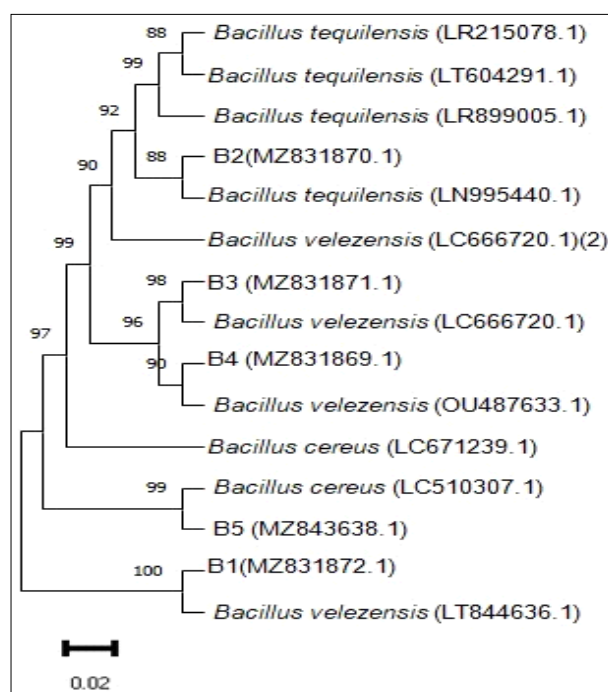 88
Bacillus tequilensis (LR215078.1)
99
Bacillus tequilensis (LT604291.1)
92
Bacillus tequilensis (LR899005.1)
90
88
B2(MZ831870.1)
Bacillus tequilensis (LN995440.1)
99
Bacillus velezensis (LC666720.1)(2)
98
B3 (MZ831871.1)
97
96
Bacillus velezensis (LC666720.1)
90
B4 (MZ831869.1)
Bacillus velezensis (OU487633.1)
Bacillus cereus (LC671239.1)
99
Bacillus cereus (LC510307.1)
B5 (MZ843638.1)
100
B1(MZ831872.1)
Bacillus velezensis (LT844636.1)
0.02